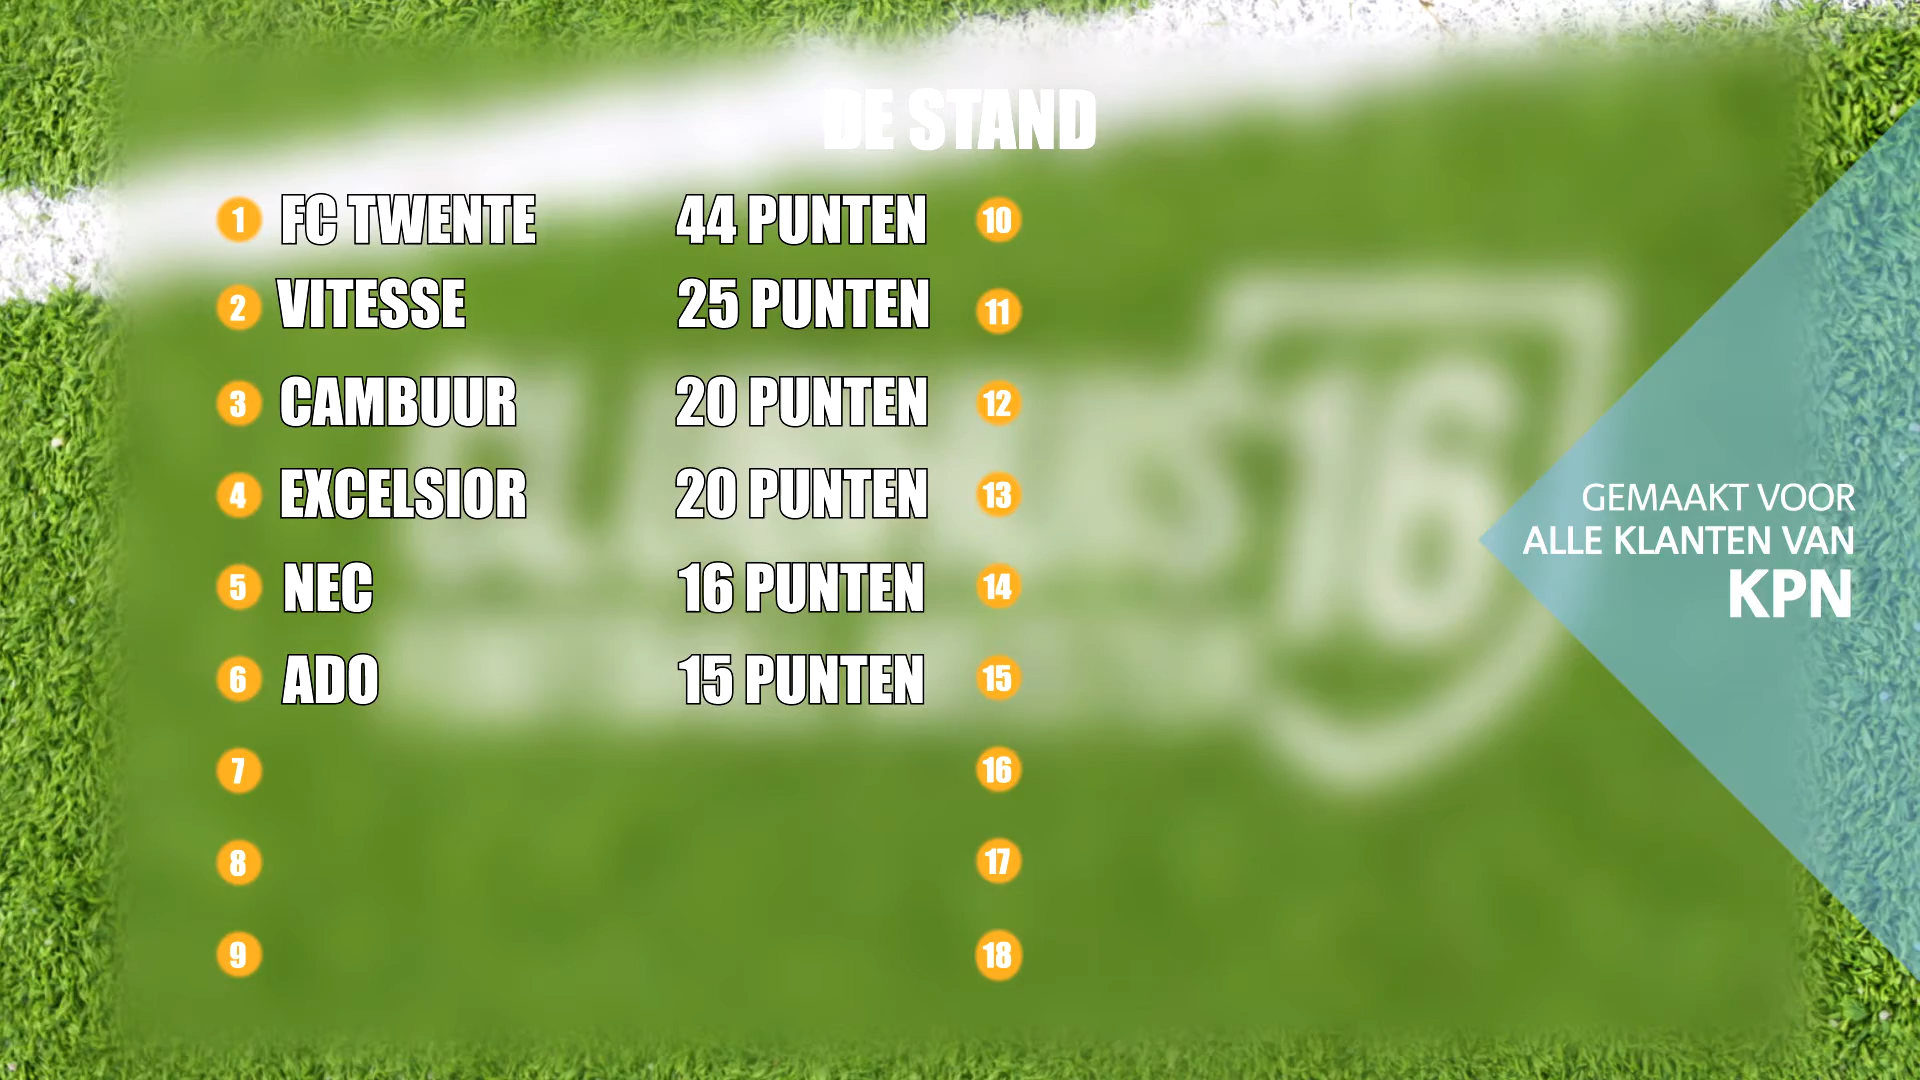 DE STAND
1 FC TWENTE 44 PUNTEN
2 VITESSE 25 PUNTEN
3 CAMBUUR 20 PUNTEN
4 EXCELSIOR 20 PUNTEN
5 NEC 16 PUNTEN
6 ADO 15 PUNTEN
7
8
9
10
11
12
13
14
15
16
17
18
16
GEMAAKT VOOR
ALLE KLANTEN VAN
KPN